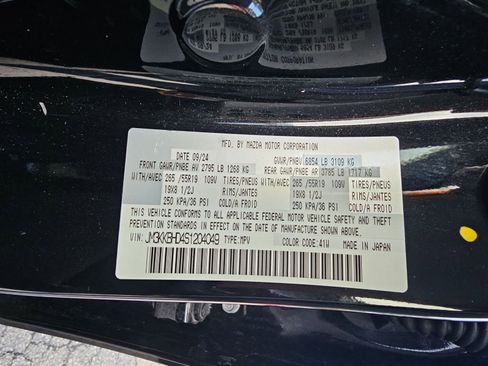 MFD. BY MAZDA MOTOR CORPORATION
DATE 09/24 GVWR/PNBV 6854 LB 3109 KG
FRONT GAWR/PNBE AV 2795 LB 1268 KG REAR GAWR/PNBE AR 3785 LB 1717 KG
WITH/AVEC 265 /55R19 109V TIRES/PNEUS WITH/AVEC 265 /55R19 109V TIRES/PNEUS
19X8 1/2J RIMS/JANTES 19X8 1/2J RIMS/JANTES
250 KPA/36 PSI COLD/A FROID 250 KPA/36 PSI COLD/A FROID
THIS VEHICLE CONFORMS TO ALL APPLICABLE FEDERAL MOTOR VEHICLE SAFETY AND THEFT
PREVENTION STANDARDS IN EFFECT ON THE DATE OF MANUFACTURE SHOWN ABOVE.
VIN: JM3KKBHD4S1204049 TYPE: MPV COLOR CODE: 41W MADE IN JAPAN